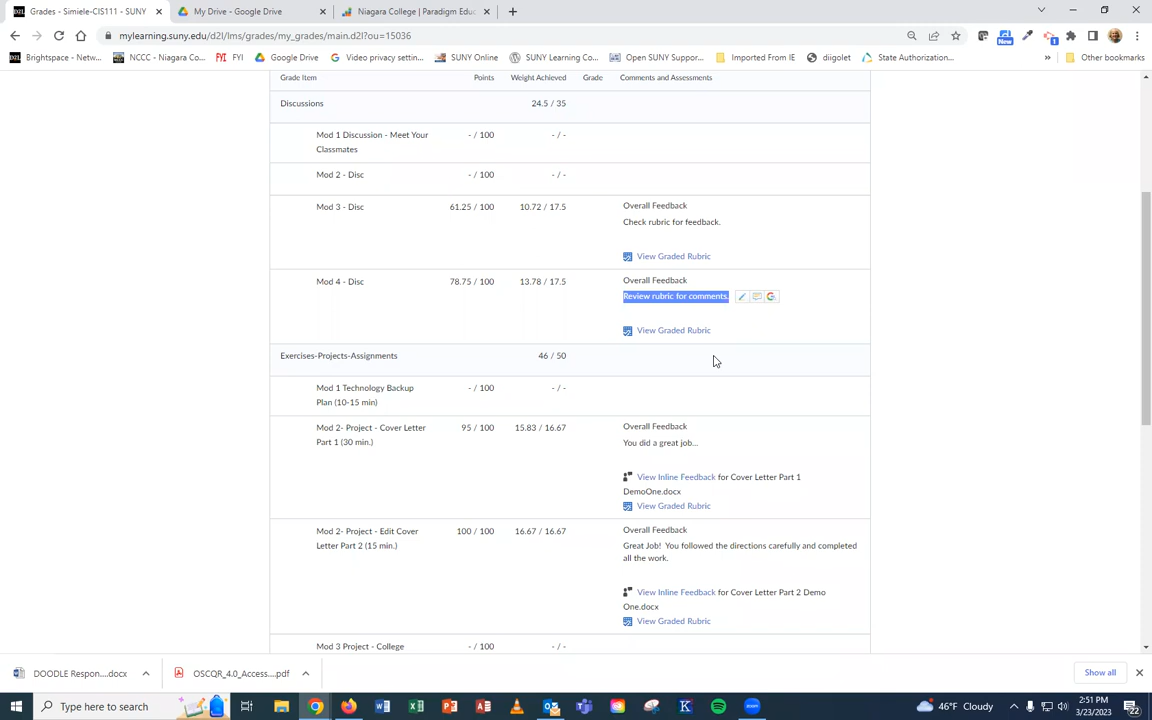 Grades - Simiele-CIS111 - SUNY
My Drive - Google Drive
Niagara College | Paradigm Educ
mylearning.suny.edu/d2l/lms/grades/my_grades/main.d2l?ou=15036
Brightspace - Netw...
NCCC - Niagara Co...
FYI
Google Drive
Video privacy settin...
SUNY Online
SUNY Learning Co...
Open SUNY Suppor...
Imported From IE
diigolet
State Authorization...
»
Other bookmarks
Grade Item
Points
Weight Achieved
Grade
Comments and Assessments
Discussions
24.5 / 35
Mod 1 Discussion - Meet Your
Classmates
- / 100
- / -
Mod 2 - Disc
- / 100
- / -
Mod 3 - Disc
61.25 / 100
10.72 / 17.5
Overall Feedback
Check rubric for feedback.
View Graded Rubric
Mod 4 - Disc
78.75 / 100
13.78 / 17.5
Overall Feedback
Review rubric for comments.
View Graded Rubric
Exercises-Projects-Assignments
46 / 50
Mod 1 Technology Backup
Plan (10-15 min)
- / 100
- / -
Mod 2- Project - Cover Letter
Part 1 (30 min.)
95 / 100
15.83 / 16.67
Overall Feedback
You did a great job...
View Inline Feedback for Cover Letter Part 1
DemoOne.docx
View Graded Rubric
Mod 2- Project - Edit Cover
Letter Part 2 (15 min.)
100 / 100
16.67 / 16.67
Overall Feedback
Great Job! You followed the directions carefully and completed
all the work.
View Inline Feedback for Cover Letter Part 2 Demo
One.docx
View Graded Rubric
Mod 3 Project - College
- / 100
- / -
DOODLE Respon....docx
OSCQR_4.0_Access....pdf
Show all
Type here to search
46°F Cloudy
2:51 PM
3/23/2023
22